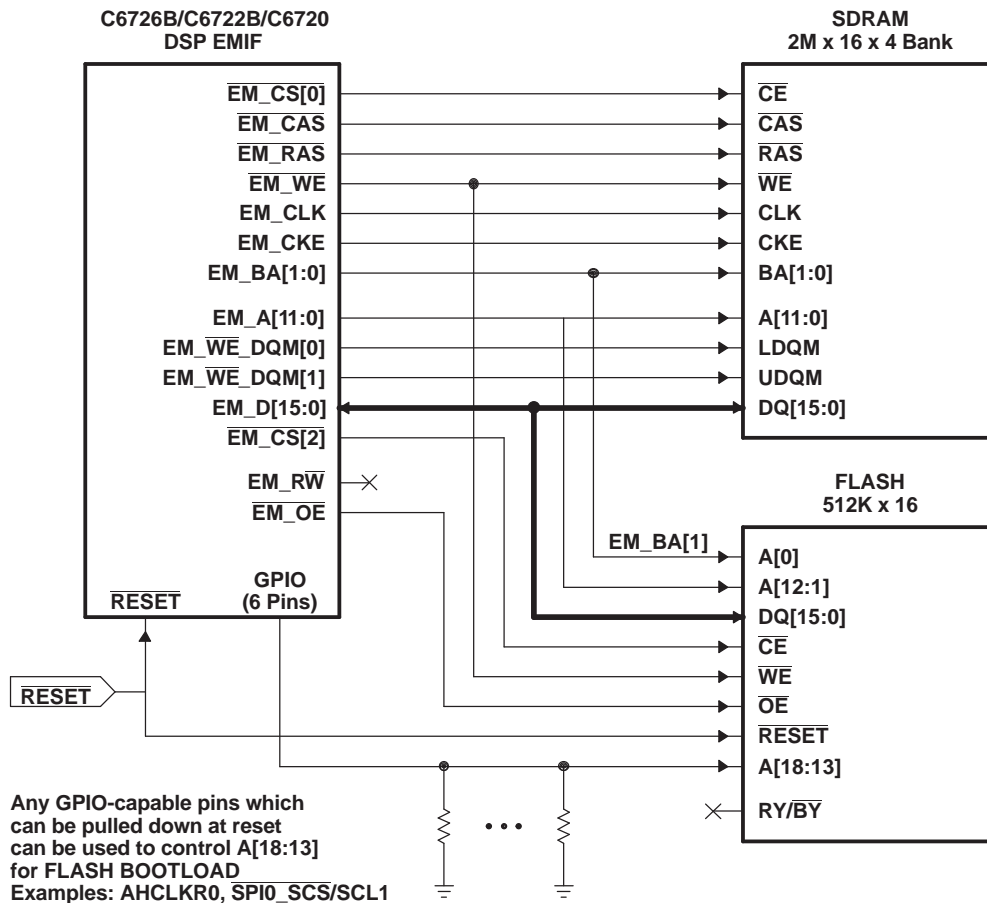 C6726B/C6722B/C6720
DSP EMIF
EM_CS[0]
EM_CAS
EM_RAS
EM_WE
EM_CLK
EM_CKE
EM_BA[1:0]
EM_A[11:0]
EM_WE_DQM[0]
EM_WE_DQM[1]
EM_D[15:0]
EM_CS[2]
EM_RW
EM_OE
GPIO
(6 Pins)
RESET
RESET
SDRAM
2M x 16 x 4 Bank
CE
CAS
RAS
WE
CLK
CKE
BA[1:0]
A[11:0]
LDQM
UDQM
DQ[15:0]
FLASH
512K x 16
EM_BA[1]
A[0]
A[12:1]
DQ[15:0]
CE
WE
OE
RESET
A[18:13]
RY/BY
Any GPIO-capable pins which
can be pulled down at reset
can be used to control A[18:13]
for FLASH BOOTLOAD
Examples: AHCLKR0, SPI0_SCS/SCL1